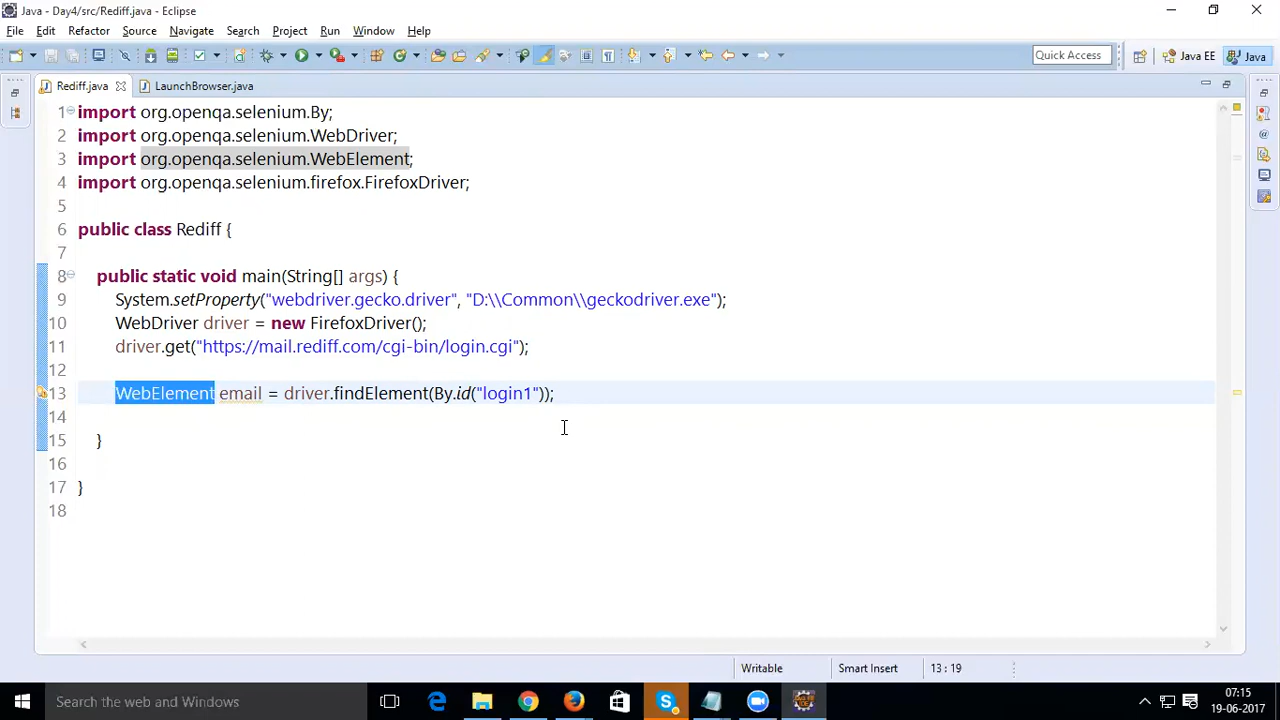 Java - Day4/src/Rediff.java - Eclipse
File Edit Refactor Source Navigate Search Project Run Window Help
Quick Access Java EE Java
Rediff.java LaunchBrowser.java
1 import org.openqa.selenium.By;
2 import org.openqa.selenium.WebDriver;
3 import org.openqa.selenium.WebElement;
4 import org.openqa.selenium.firefox.FirefoxDriver;
5
6 public class Rediff {
7
8 public static void main(String[] args) {
9 System.setProperty("webdriver.gecko.driver", "D:\\Common\\geckodriver.exe");
10 WebDriver driver = new FirefoxDriver();
11 driver.get("https://mail.rediff.com/cgi-bin/login.cgi");
12
13 WebElement email = driver.findElement(By.id("login1"));
14
15 }
16
17 }
18
Writable Smart Insert 13 : 19
Search the web and Windows
07:15
19-06-2017